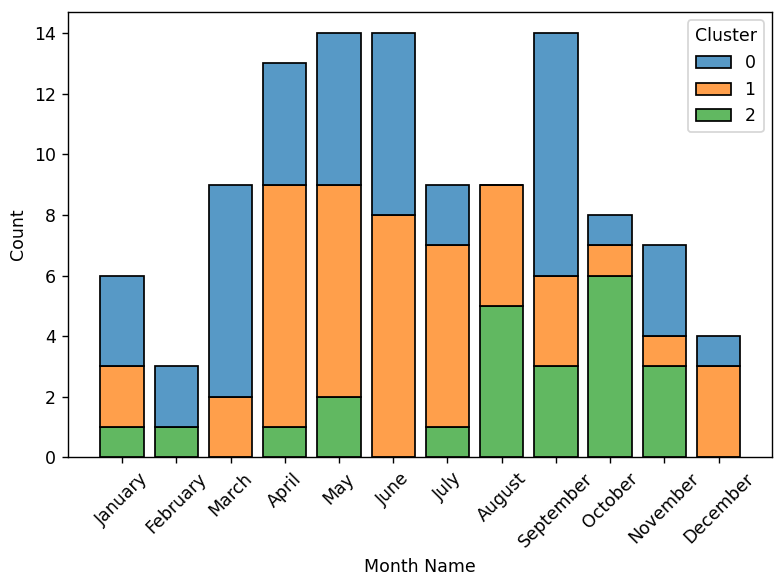 Cluster
0
1
2
14
12
10
8
6
4
2
0
Count
January
February
March
April
May
June
July
August
September
October
November
December
Month Name